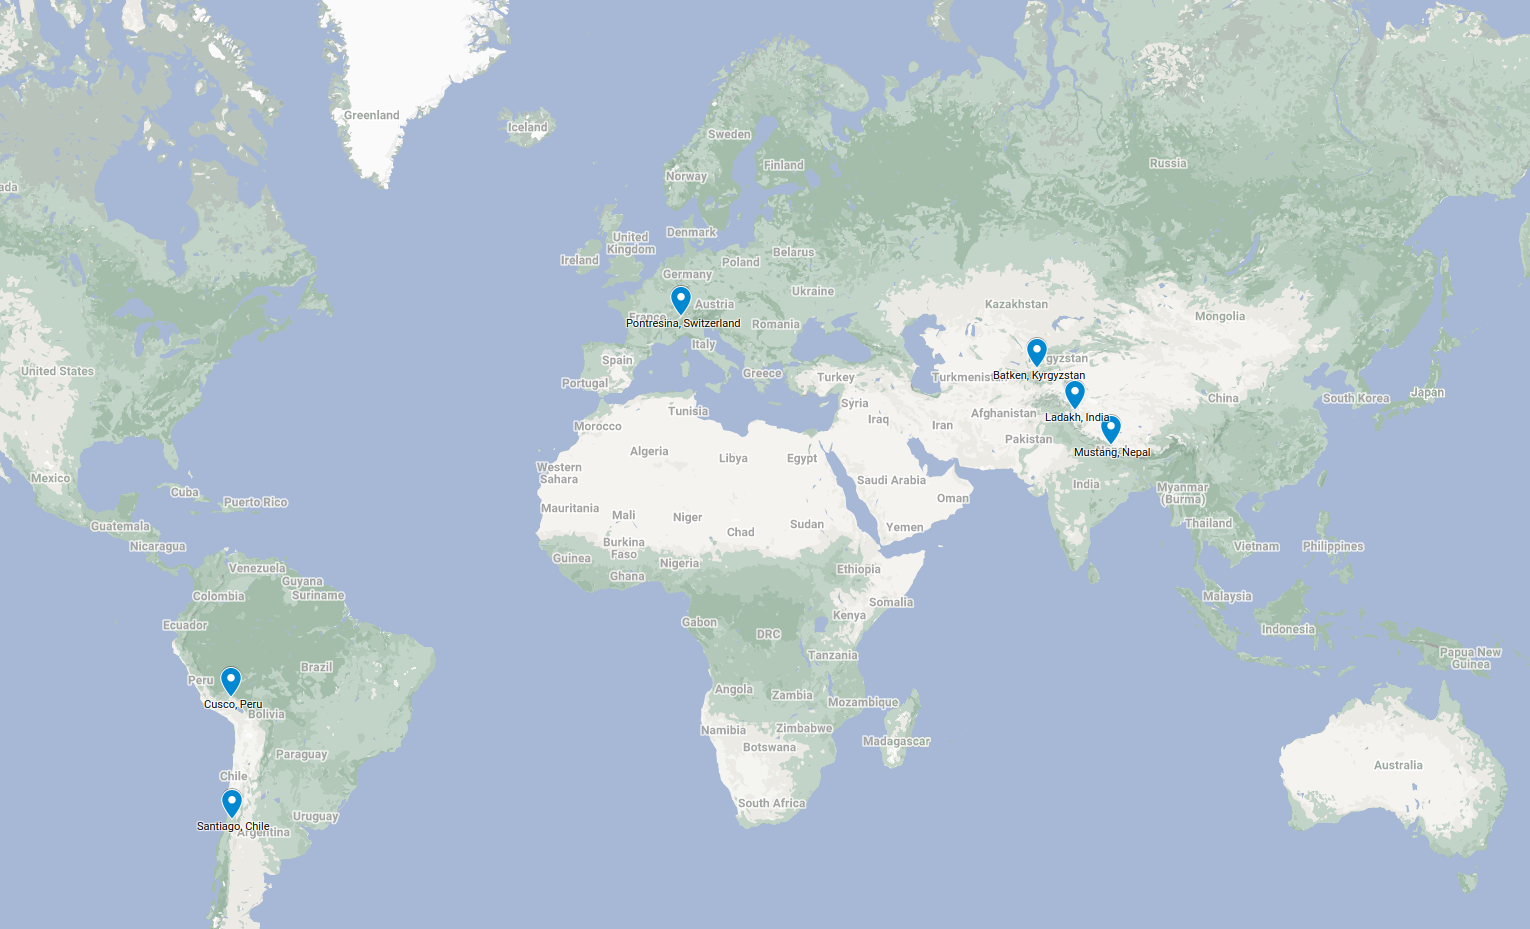 Greenland
Iceland
Sweden
Finland
Norway
Russia
ada
Denmark
United
Kingdom
Ireland
Belarus
Poland
Germany
Ukraine
Austria
Kazakhstan
Mongolia
France
Pontresina, Switzerland
Romania
Italy
Spain
gyzstan
United States
Greece
Turkey
Turkmenist
Batken, Kyrgyzstan
Portugal
Japan
South Korea
China
Syria
Tunisia
Iraq
Afghanistan
Ladakh, India
Morocco
Iran
Pakistan
Algeria
Libya
Egypt
Mustang, Nepal
Western
Sahara
Mexico
Saudi Arabia
India
Cuba
Puerto Rico
Oman
Myanmar
(Burma)
Mauritania
Mali
Niger
Chad
Sudan
Yemen
Thailand
Guatemala
Nicaragua
Burkina
Faso
Guinea
Nigeria
Ghana
Ethiopia
Vietnam
Philippines
Venezuela
Guyana
Suriname
Colombia
Somalia
Kenya
Malaysia
Ecuador
Gabon
DRC
Indonesia
Tanzania
Papua New
Guinea
Brazil
Peru
Angola
Zambia
Mozambique
Cusco, Peru
Bolivia
Namibia
Zimbabwe
Botswana
Madagascar
Paraguay
Australia
Chile
South Africa
Uruguay
Santiago, Chile
Argentina